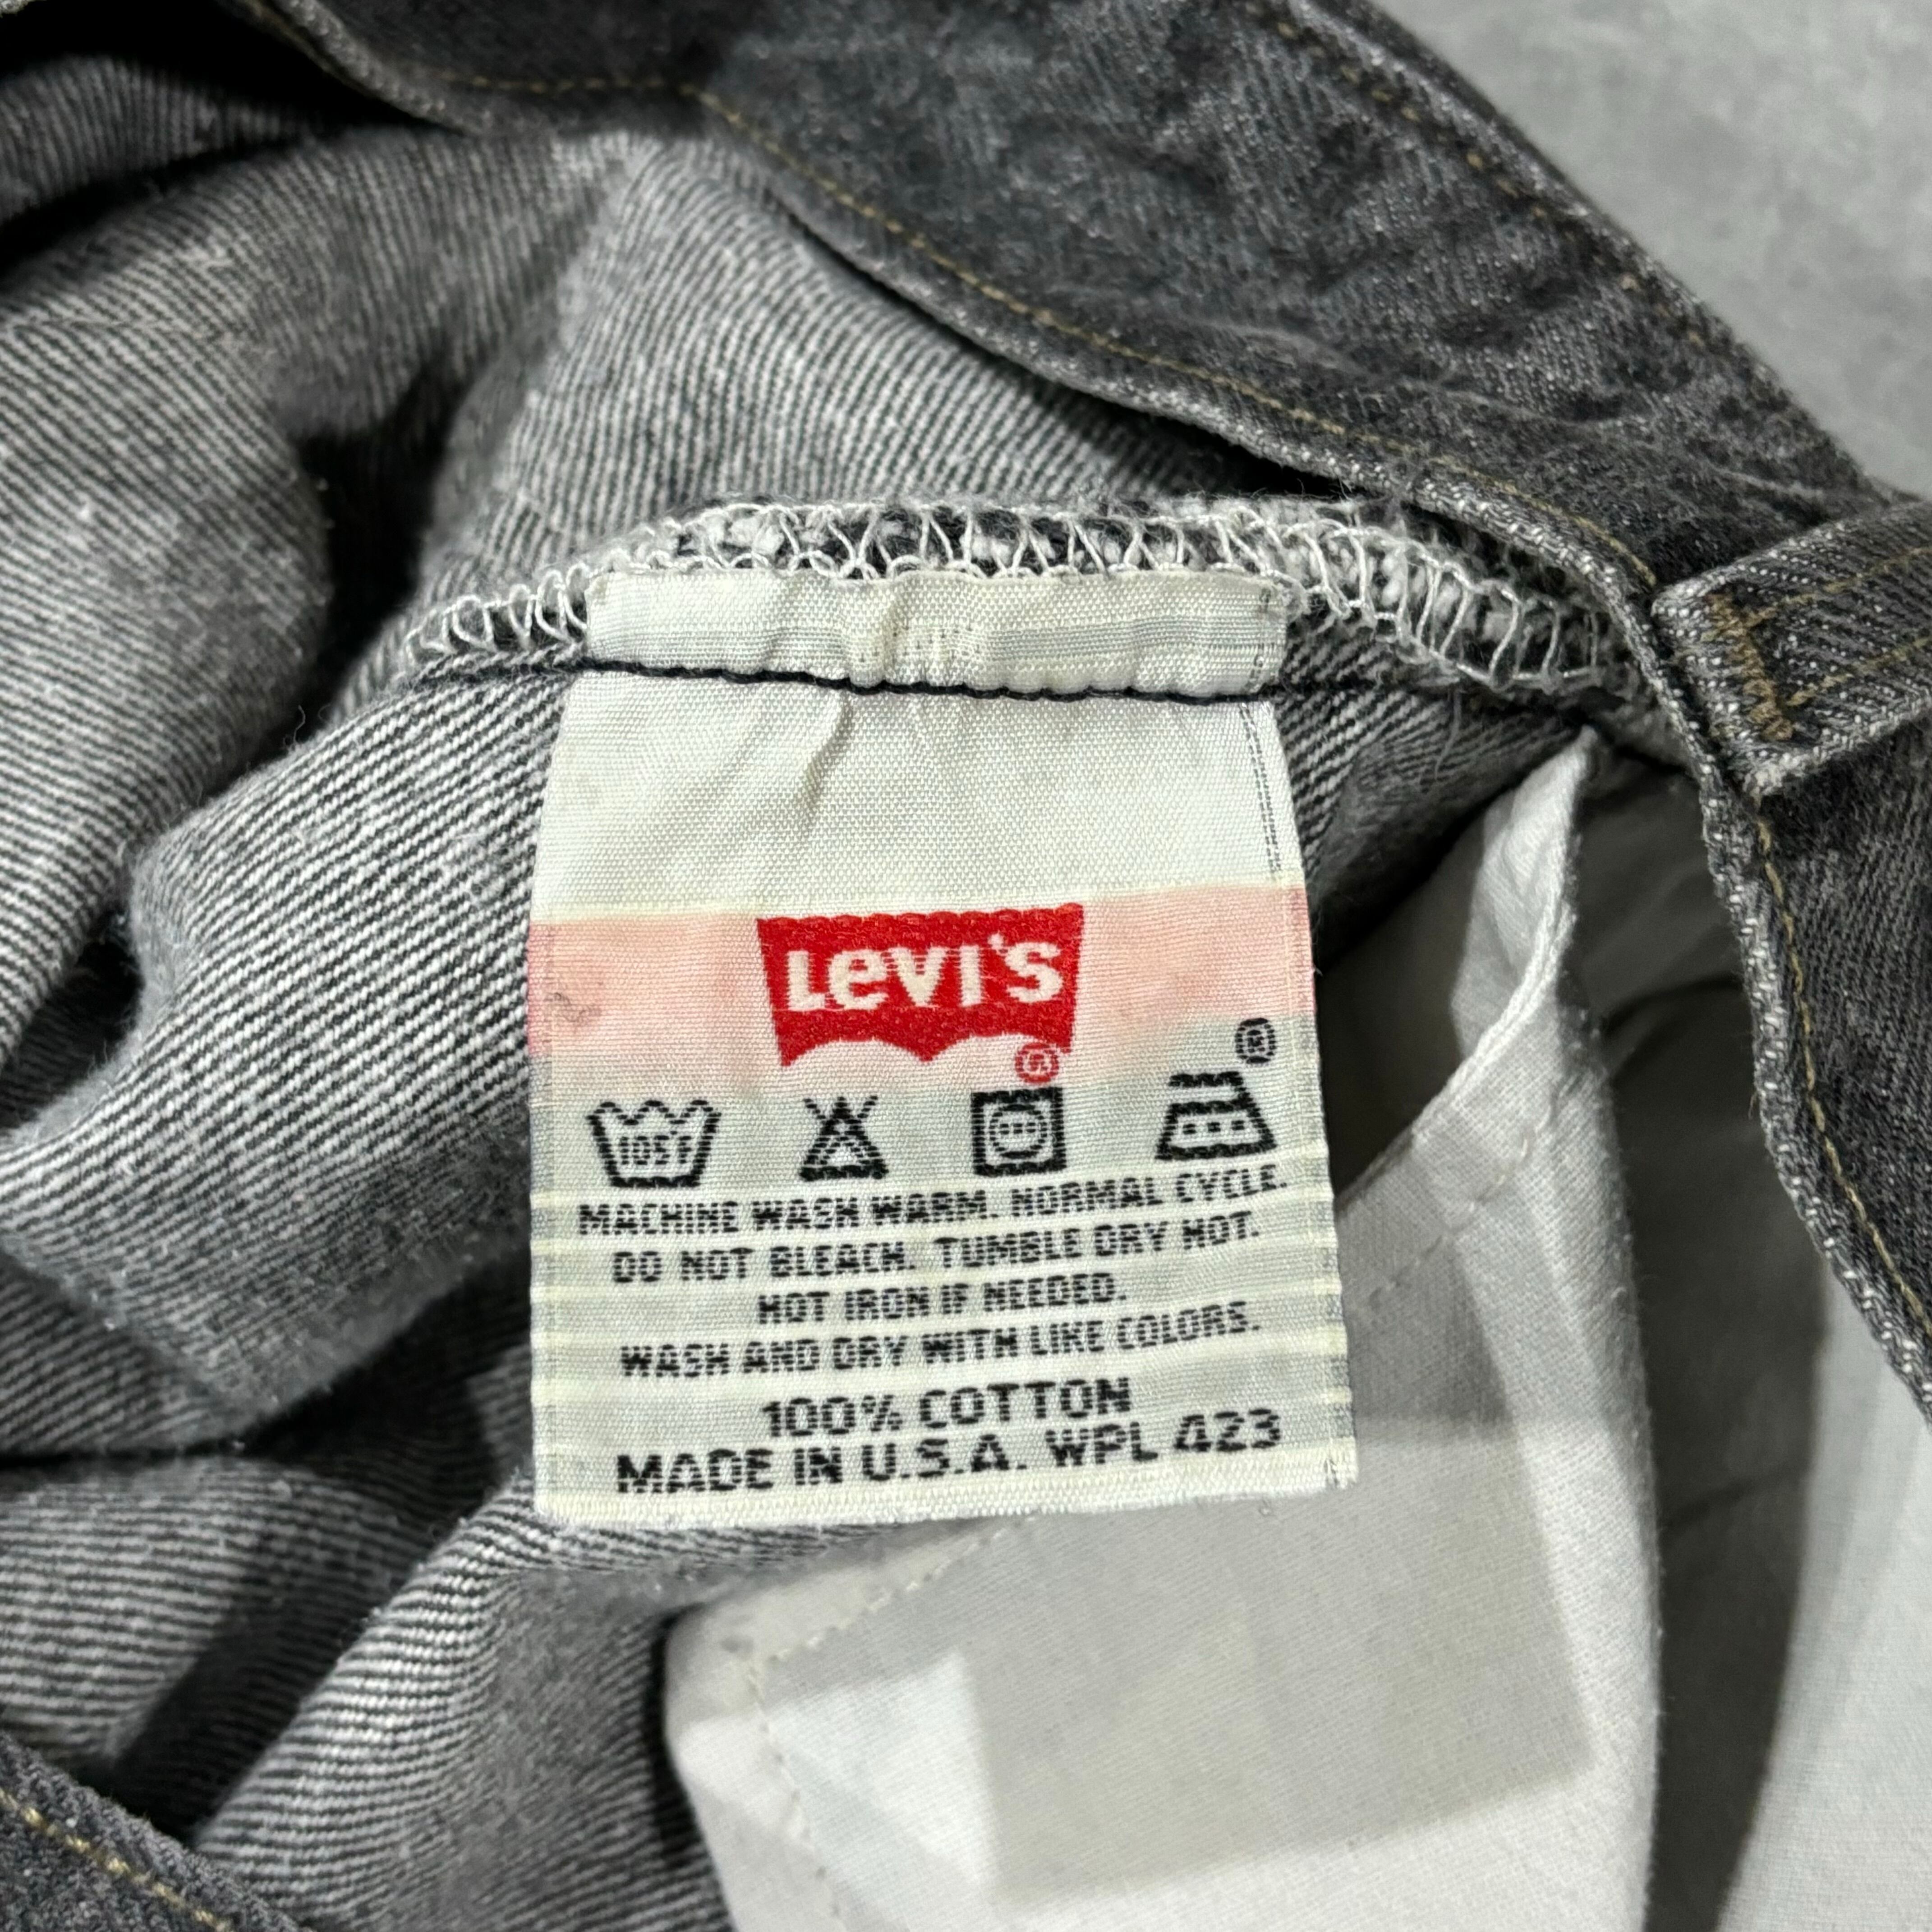 LEVI'S
®
®
105°F
MACHINE WASH WARM. NORMAL CYCLE.
DO NOT BLEACH. TUMBLE DRY HOT.
HOT IRON IF NEEDED.
WASH AND DRY WITH LIKE COLORS.
100% COTTON
MADE IN U.S.A. WPL 423